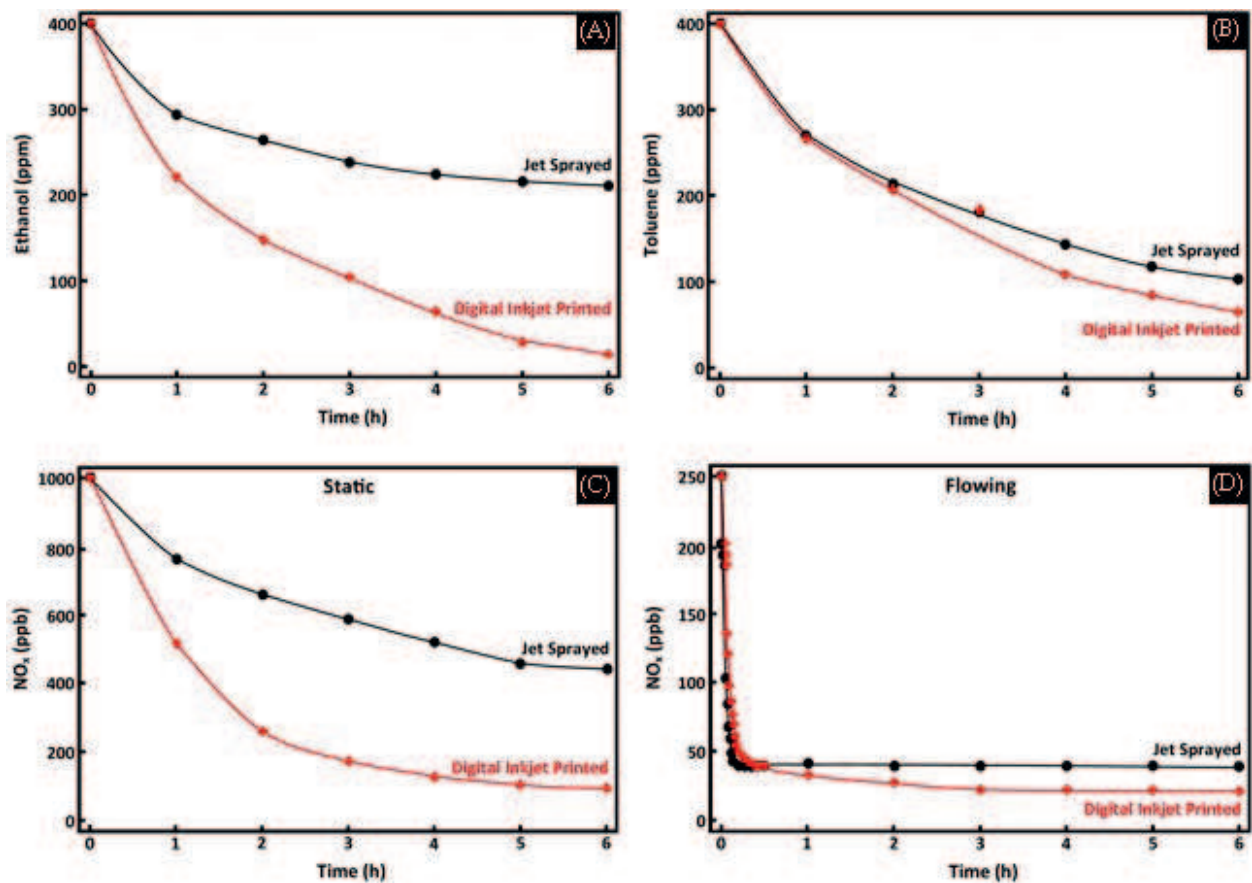 (A)
400
300
200
100
0
Ethanol (ppm)
Jet Sprayed
Digital Inkjet Printed
0 1 2 3 4 5 6
Time (h)
(B)
400
300
200
100
0
Toluene (ppm)
Jet Sprayed
Digital Inkjet Printed
0 1 2 3 4 5 6
Time (h)
Static
(C)
1000
800
600
400
200
0
NOx (ppb)
Jet Sprayed
Digital Inkjet Printed
0 1 2 3 4 5 6
Time (h)
Flowing
(D)
250
200
150
100
50
0
NOx (ppb)
Jet Sprayed
Digital Inkjet Printed
0 1 2 3 4 5 6
Time (h)